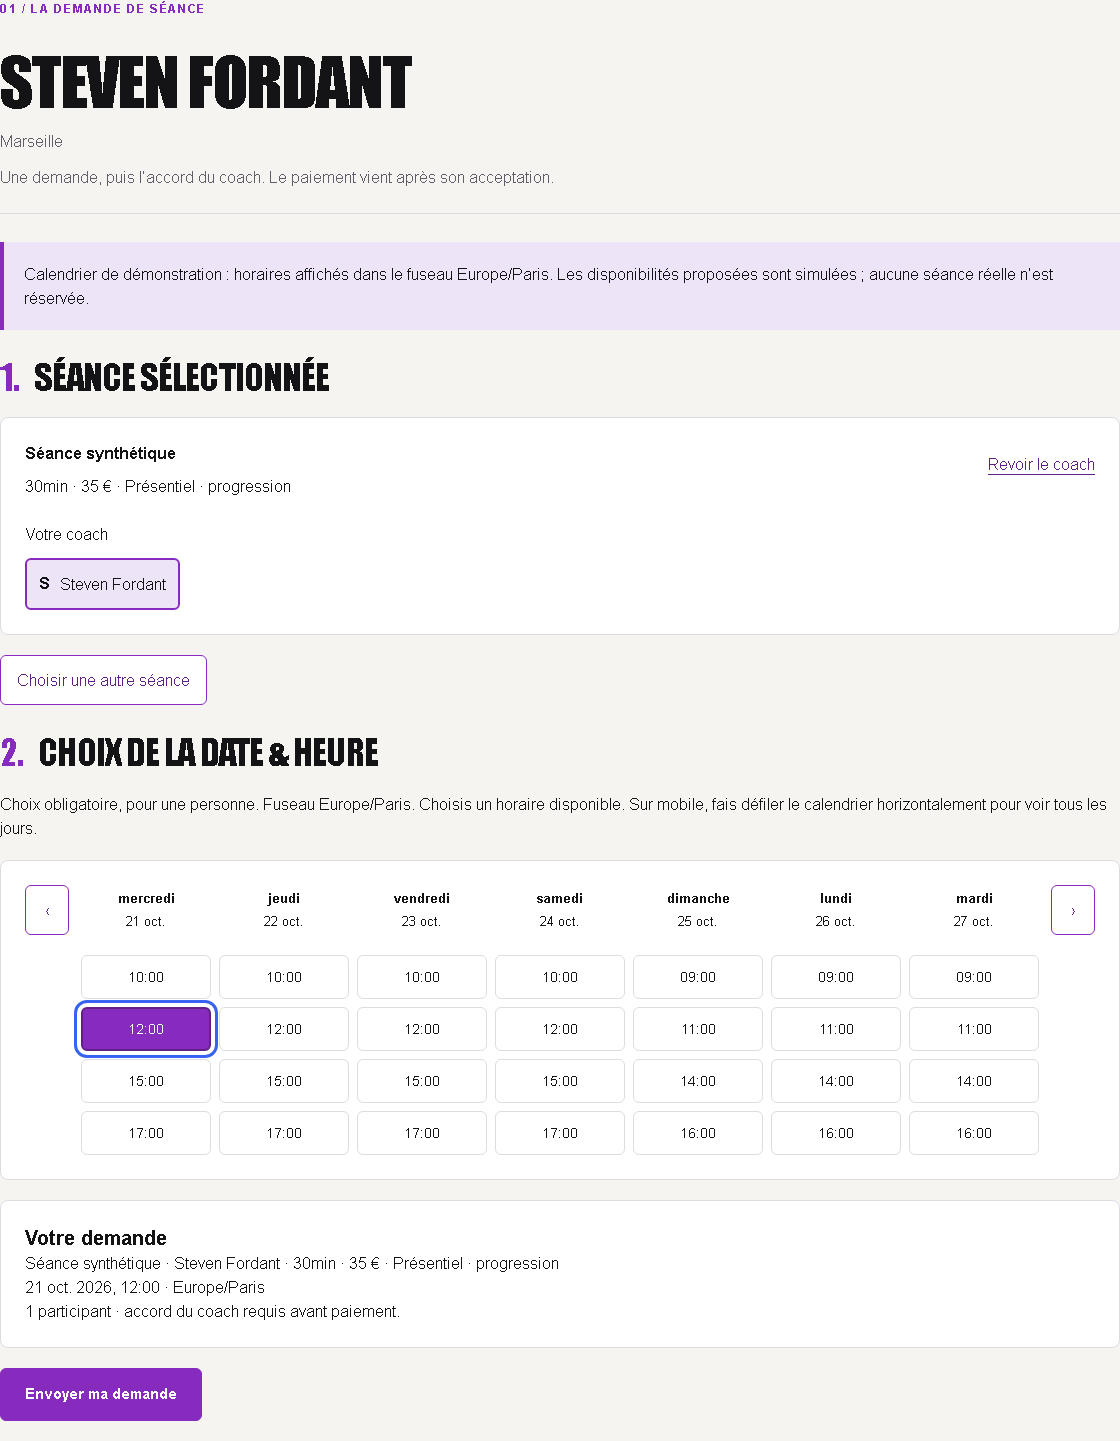 01 / LA DEMANDE DE SÉANCE
STEVEN FORDANT
Marseille
Une demande, puis l'accord du coach. Le paiement vient après son acceptation.
Calendrier de démonstration : horaires affichés dans le fuseau Europe/Paris. Les disponibilités proposées sont simulées ; aucune séance réelle n'est
réservée.
1. SÉANCE SÉLECTIONNÉE
Séance synthétique
30min · 35 € · Présentiel · progression
Revoir le coach
Votre coach
S Steven Fordant
Choisir une autre séance
2. CHOIX DE LA DATE & HEURE
Choix obligatoire, pour une personne. Fuseau Europe/Paris. Choisis un horaire disponible. Sur mobile, fais défiler le calendrier horizontalement pour voir tous les
jours.
‹ mercredi jeudi vendredi samedi dimanche lundi mardi ›
21 oct. 22 oct. 23 oct. 24 oct. 25 oct. 26 oct. 27 oct.
10:00 10:00 10:00 10:00 09:00 09:00 09:00
12:00 12:00 12:00 12:00 11:00 11:00 11:00
15:00 15:00 15:00 15:00 14:00 14:00 14:00
17:00 17:00 17:00 17:00 16:00 16:00 16:00
Votre demande
Séance synthétique · Steven Fordant · 30min · 35 € · Présentiel · progression
21 oct. 2026, 12:00 · Europe/Paris
1 participant · accord du coach requis avant paiement.
Envoyer ma demande